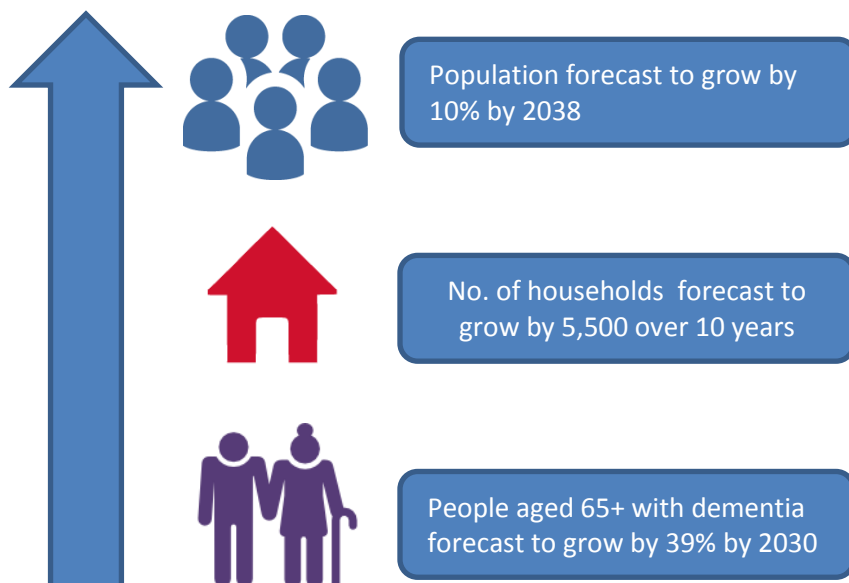 Population forecast to grow by
10% by 2038
No. of households  forecast to
grow by 5,500 over 10 years
People aged 65+ with dementia
forecast to grow by 39% by 2030